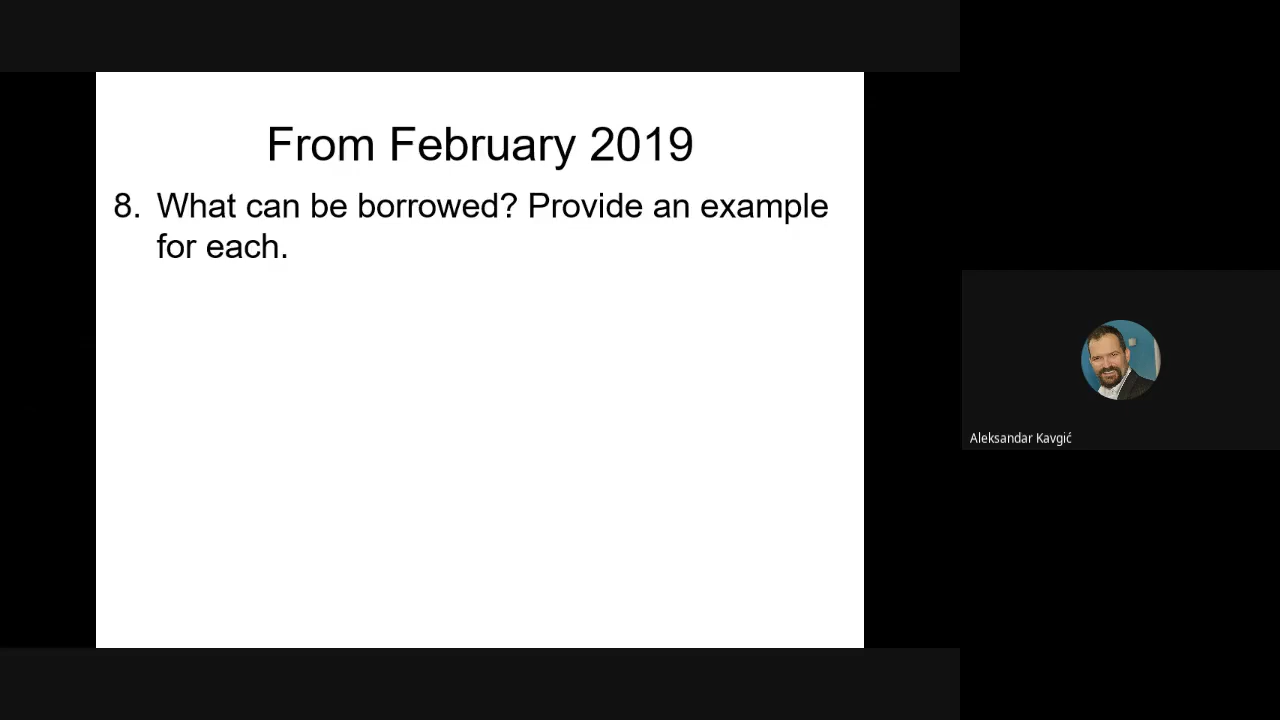 From February 2019
8. What can be borrowed? Provide an example
for each.
Aleksandar Kavgić